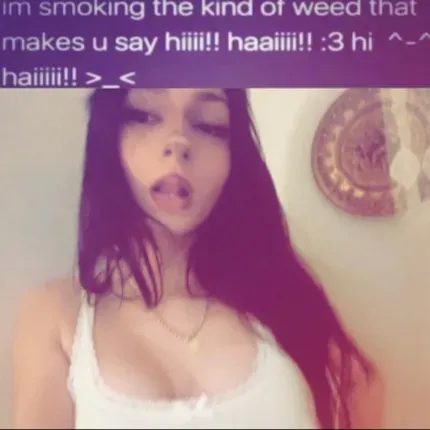 im smoking the kind of weed that
makes u say hiiii!! haaiiii!! :3 hi ^-^
haiiiii!! >_<